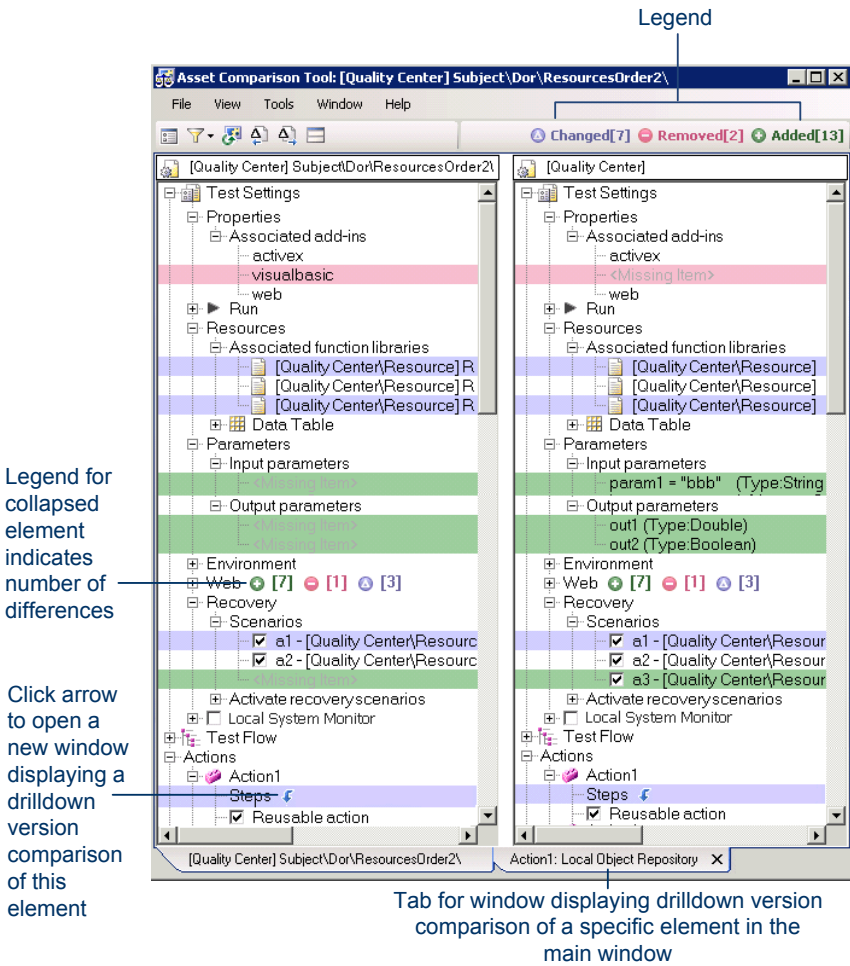 Legend
Asset Comparison Tool: [Quality Center] Subject\Dor\ResourcesOrder2\
File View Tools Window Help
Changed[7] Removed[2] Added[13]
[Quality Center] Subject\Dor\ResourcesOrder2\
Test Settings
Properties
Associated add-ins
activex
visualbasic
web
Run
Resources
Associated function libraries
[Quality Center\Resource] R
[Quality Center\Resource] R
[Quality Center\Resource] R
Data Table
Parameters
Input parameters
<Missing Item>
Output parameters
<Missing Item>
<Missing Item>
Environment
Web [7] [1] [3]
Recovery
Scenarios
a1 - [Quality Center\Resourc
a2 - [Quality Center\Resourc
<Missing Item>
Activate recovery scenarios
Local System Monitor
Test Flow
Actions
Action1
Steps
Reusable action
[Quality Center]
Test Settings
Properties
Associated add-ins
activex
<Missing Item>
web
Run
Resources
Associated function libraries
[Quality Center\Resource]
[Quality Center\Resource]
[Quality Center\Resource]
Data Table
Parameters
Input parameters
param1 = "bbb" (Type:String
Output parameters
out1 (Type:Double)
out2 (Type:Boolean)
Environment
Web [7] [1] [3]
Recovery
Scenarios
a1 - [Quality Center\Resour
a2 - [Quality Center\Resour
a3 - [Quality Center\Resour
Activate recovery scenarios
Local System Monitor
Test Flow
Actions
Action1
Steps
Reusable action
[Quality Center] Subject\Dor\ResourcesOrder2\
Action1: Local Object Repository X
Legend for
collapsed
element
indicates
number of
differences
Click arrow
to open a
new window
displaying a
drilldown
version
comparison
of this
element
Tab for window displaying drilldown version
comparison of a specific element in the
main window